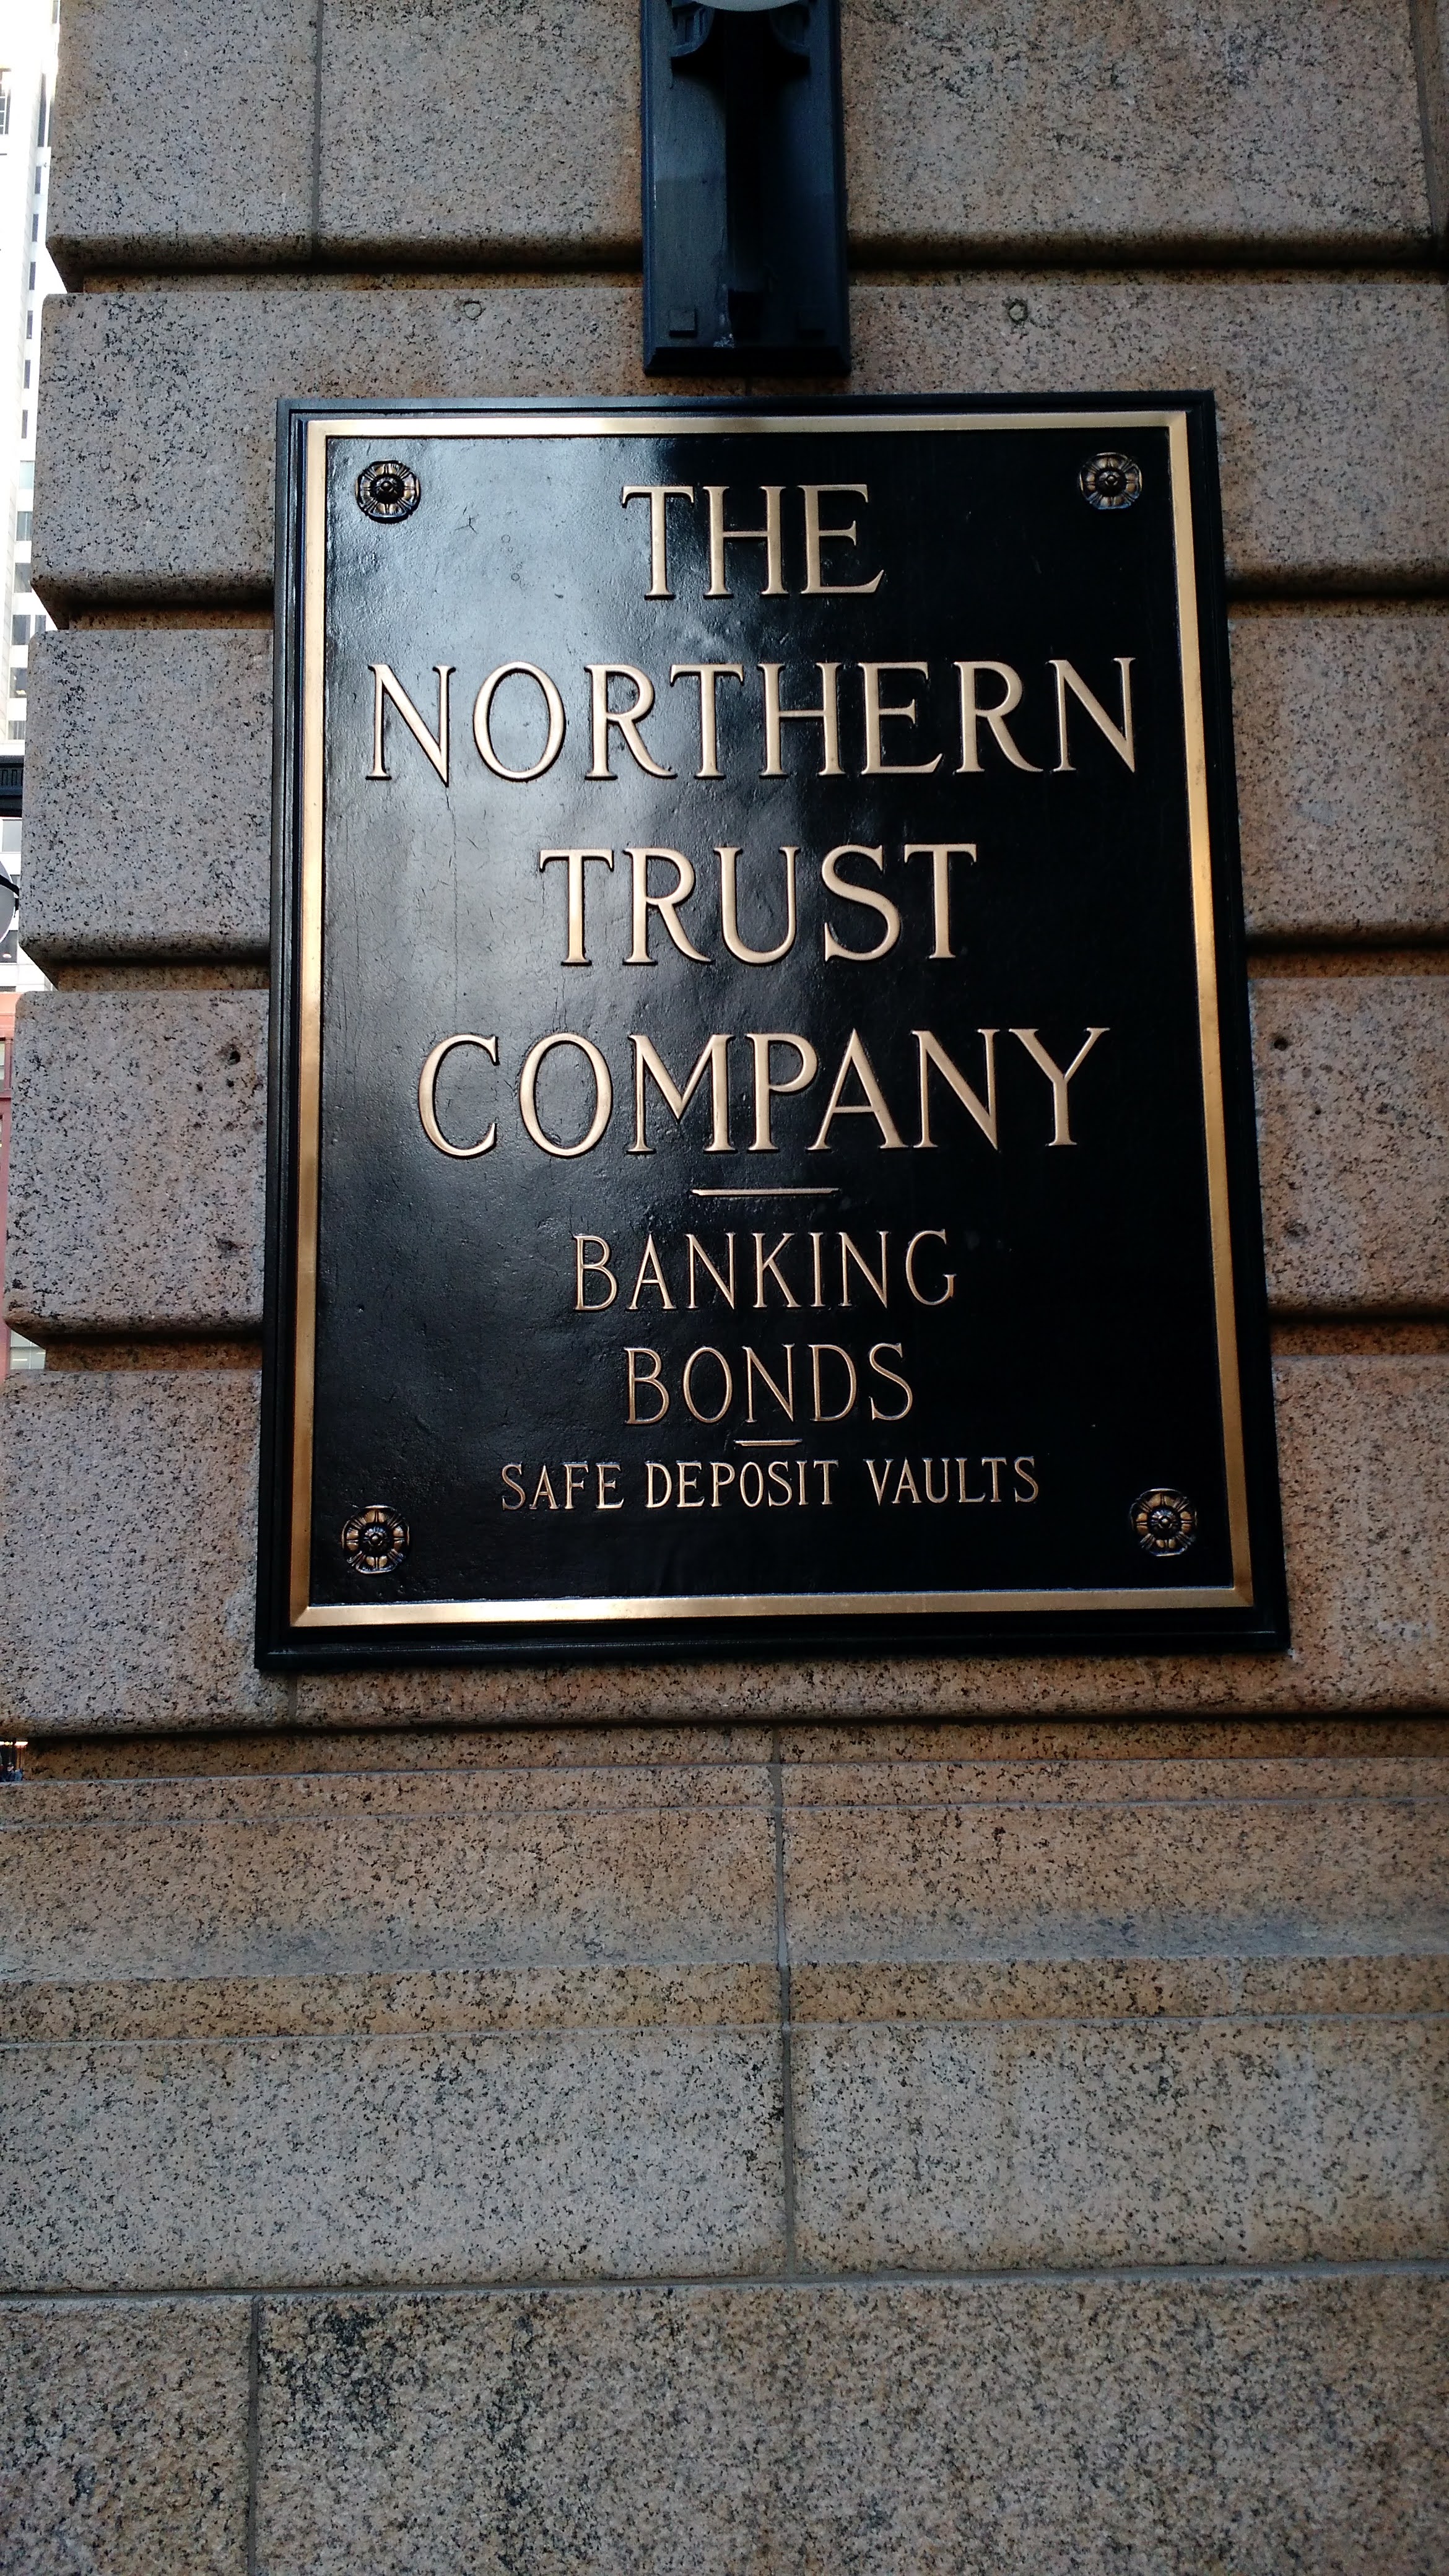 THE
NORTHERN
TRUST
COMPANY
BANKING
BONDS
SAFE DEPOSIT VAULTS